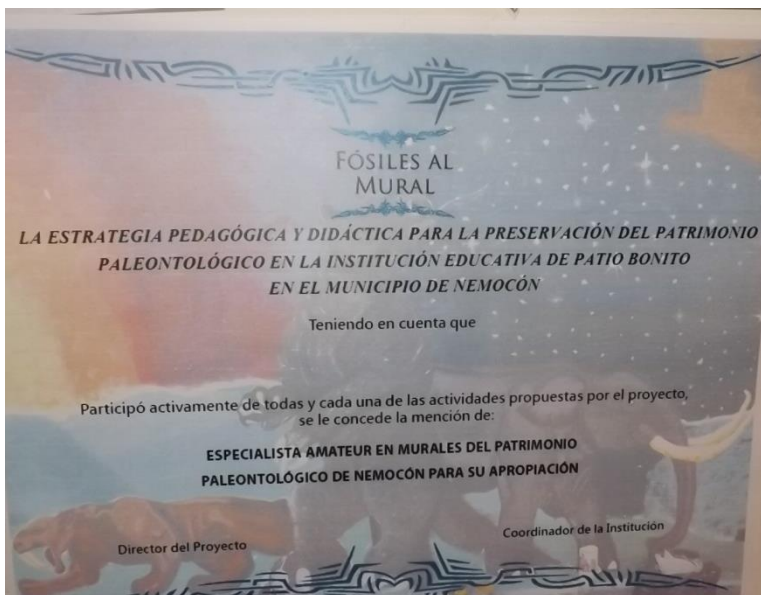 FÓSILES AL
MURAL
LA ESTRATEGIA PEDAGÓGICA Y DIDÁCTICA PARA LA PRESERVACIÓN DEL PATRIMONIO
PALEONTOLÓGICO EN LA INSTITUCIÓN EDUCATIVA DE PATIO BONITO
EN EL MUNICIPIO DE NEMOCÓN
Teniendo en cuenta que
Participó activamente de todas y cada una de las actividades propuestas por el proyecto,
se le concede la mención de:
ESPECIALISTA AMATEUR EN MURALES DEL PATRIMONIO
PALEONTOLÓGICO DE NEMOCÓN PARA SU APROPIACIÓN
Director del Proyecto
Coordinador de la Institución